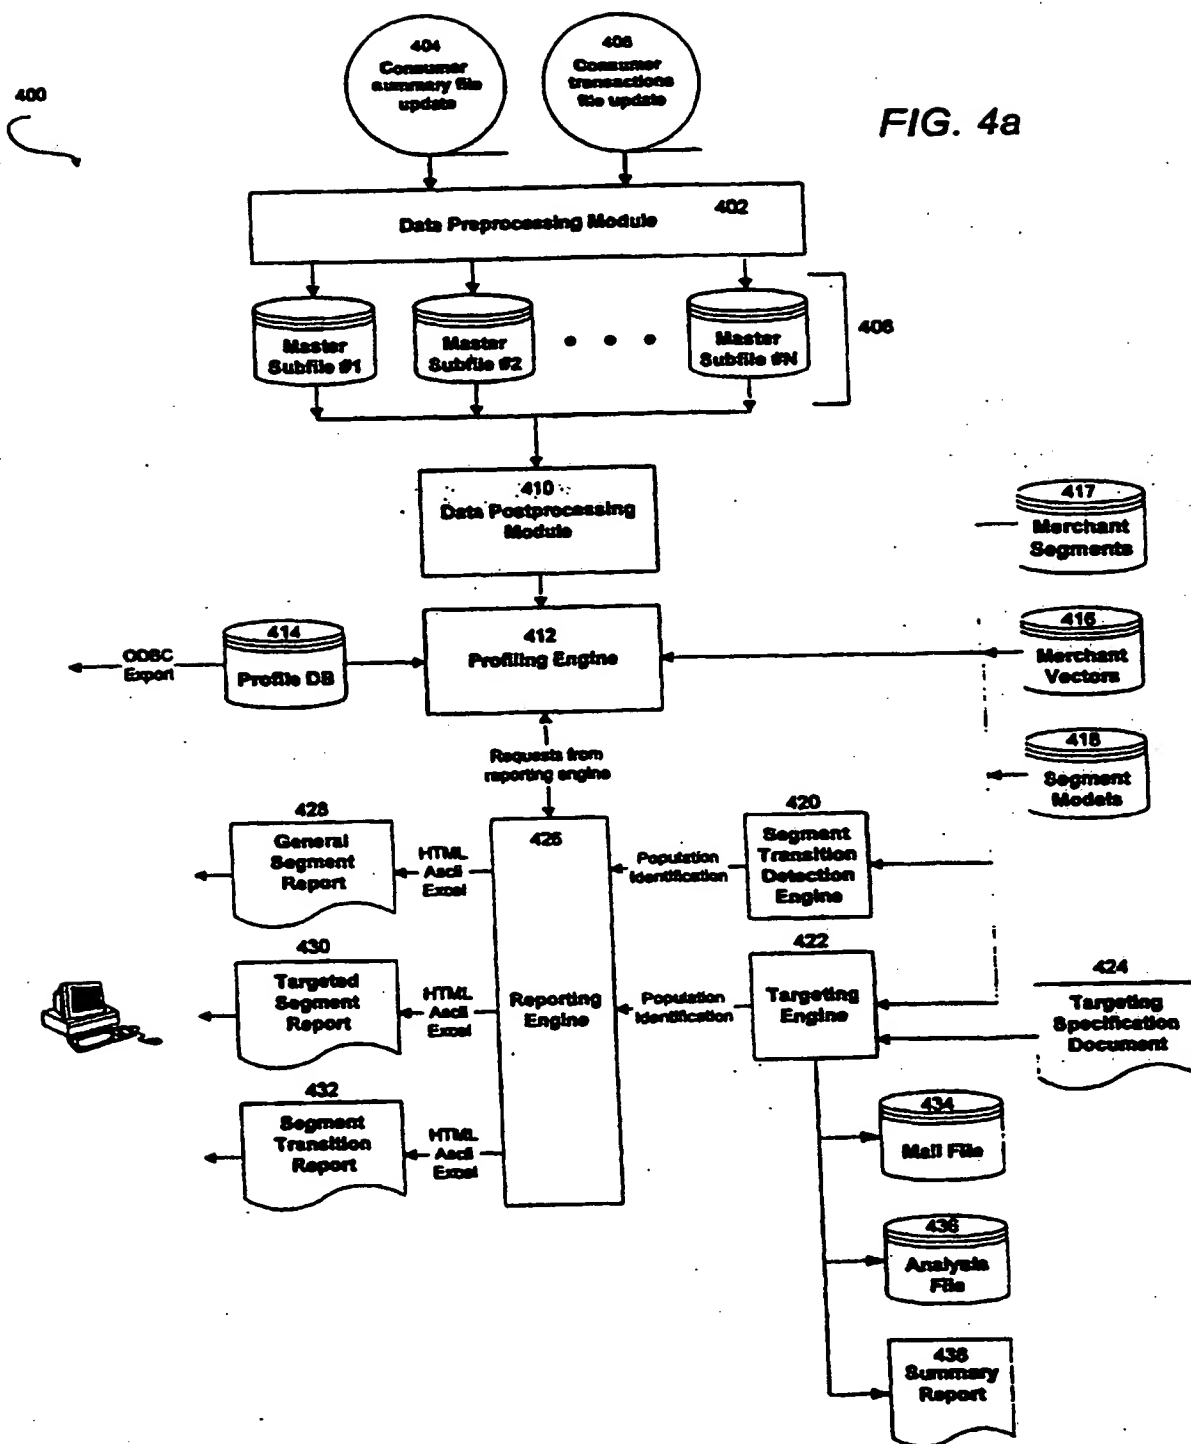 400
FIG. 4a
404
Consumer
summary file
update
406
Consumer
transactions
file update
402
Data Preprocessing Module
Master
Subfile #1
Master
Subfile #2
Master
Subfile #N
408
410
Data Postprocessing
Module
417
Merchant
Segments
412
Profiling Engine
414
Profile DB
ODBC
Export
416
Merchant
Vectors
418
Segment
Models
Requests from
reporting engine
428
General
Segment
Report
HTML
Ascii
Excel
426
Reporting
Engine
Population
Identification
420
Segment
Transition
Detection
Engine
430
Targeted
Segment
Report
HTML
Ascii
Excel
Population
Identification
422
Targeting
Engine
424
Targeting
Specification
Document
432
Segment
Transition
Report
HTML
Ascii
Excel
434
Mail File
436
Analysis
File
438
Summary
Report